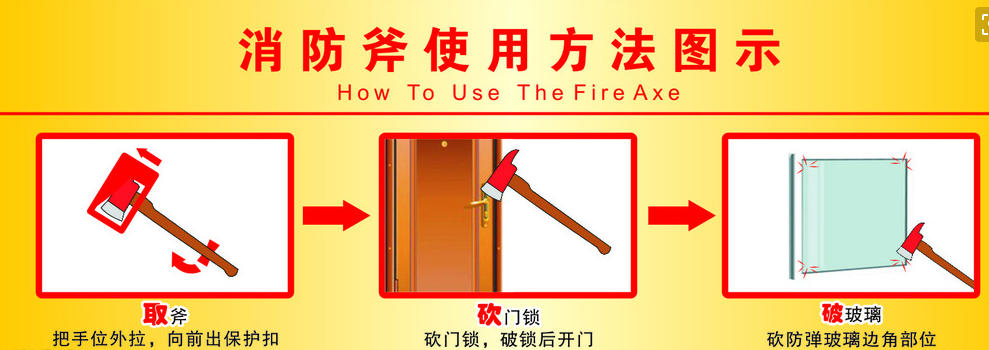 消防斧使用方法图示
How To Use The Fire Axe
取斧
把手位外拉，向前出保护扣
砍门锁
砍门锁，破锁后开门
破玻璃
砍防弹玻璃边角部位